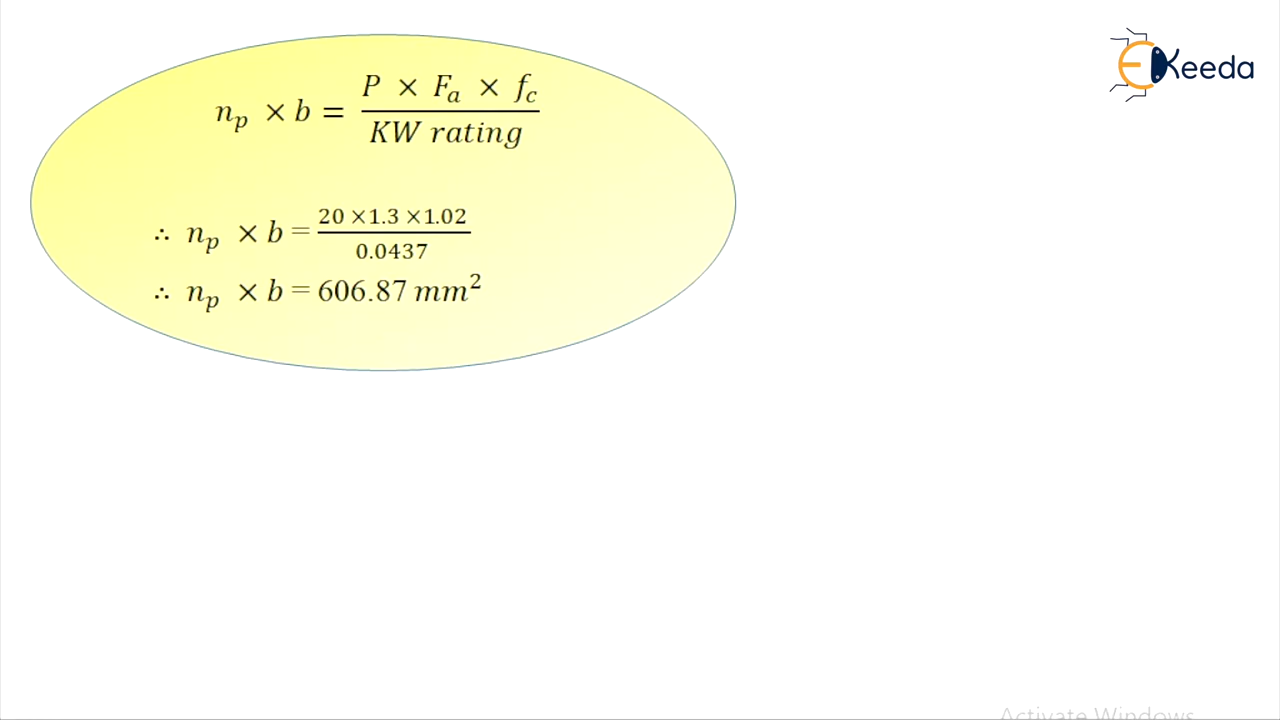 Keeda
n_p × b = (P × F_a × f_c) / (KW rating)
∴ n_p × b = (20 × 1.3 × 1.02) / 0.0437
∴ n_p × b = 606.87 mm²
Activate Windows